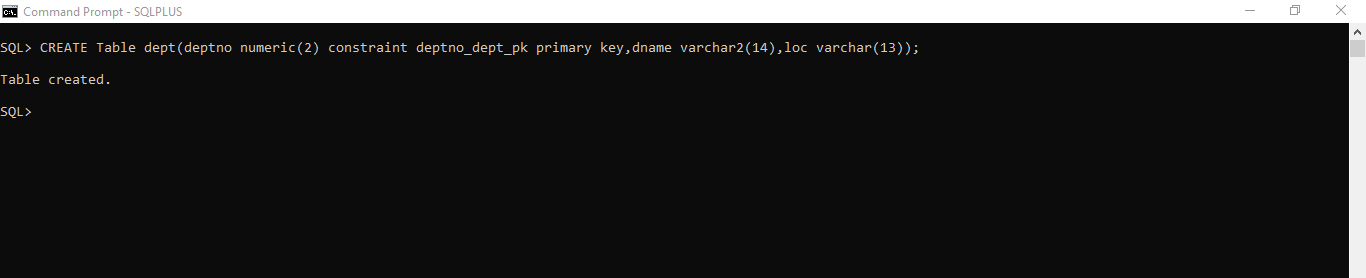 Command Prompt - SQLPLUS
SQL> CREATE Table dept(deptno numeric(2) constraint deptno_dept_pk primary key,dname varchar2(14),loc varchar(13));
Table created.
SQL>